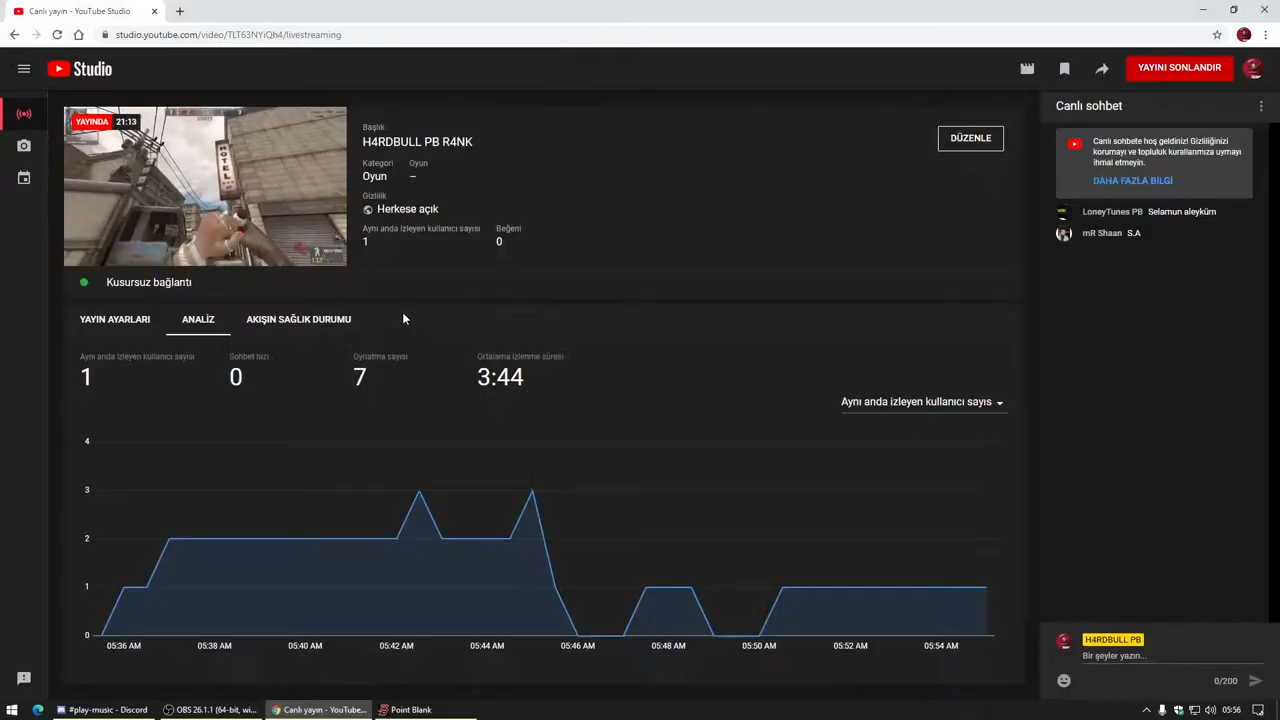 Canlı yayın - YouTube Studio
studio.youtube.com/video/TLT63NYiQh4/livestreaming
Studio
YAYINI SONLANDIR
YAYINDA 21:13
HOTEL
132
Başlık
H4RDBULL PB R4NK
Kategori Oyun
Oyun –
Gizlilik
Herkese açık
Aynı anda izleyen kullanıcı sayısı Beğeni
1 0
DÜZENLE
Kusursuz bağlantı
YAYIN AYARLARI ANALİZ AKIŞIN SAĞLIK DURUMU
Aynı anda izleyen kullanıcı sayısı Sohbet hızı Oynatma sayısı Ortalama izlenme süresi
1 0 7 3:44
Aynı anda izleyen kullanıcı sayıs
4
3
2
1
0
05:36 AM 05:38 AM 05:40 AM 05:42 AM 05:44 AM 05:46 AM 05:48 AM 05:50 AM 05:52 AM 05:54 AM
Canlı sohbet
Canlı sohbete hoş geldiniz! Gizliliğinizi
korumayı ve topluluk kurallarımıza uymayı
ihmal etmeyin.
DAHA FAZLA BİLGİ
LoneyTunes PB Selamun aleyküm
mR Shaan S.A
H4RDBULL PB
Bir şeyler yazın...
0/200
#play-music - Discord
OBS 26.1.1 (64-bit, wi...
Canlı yayın - YouTube...
Point Blank
05:56